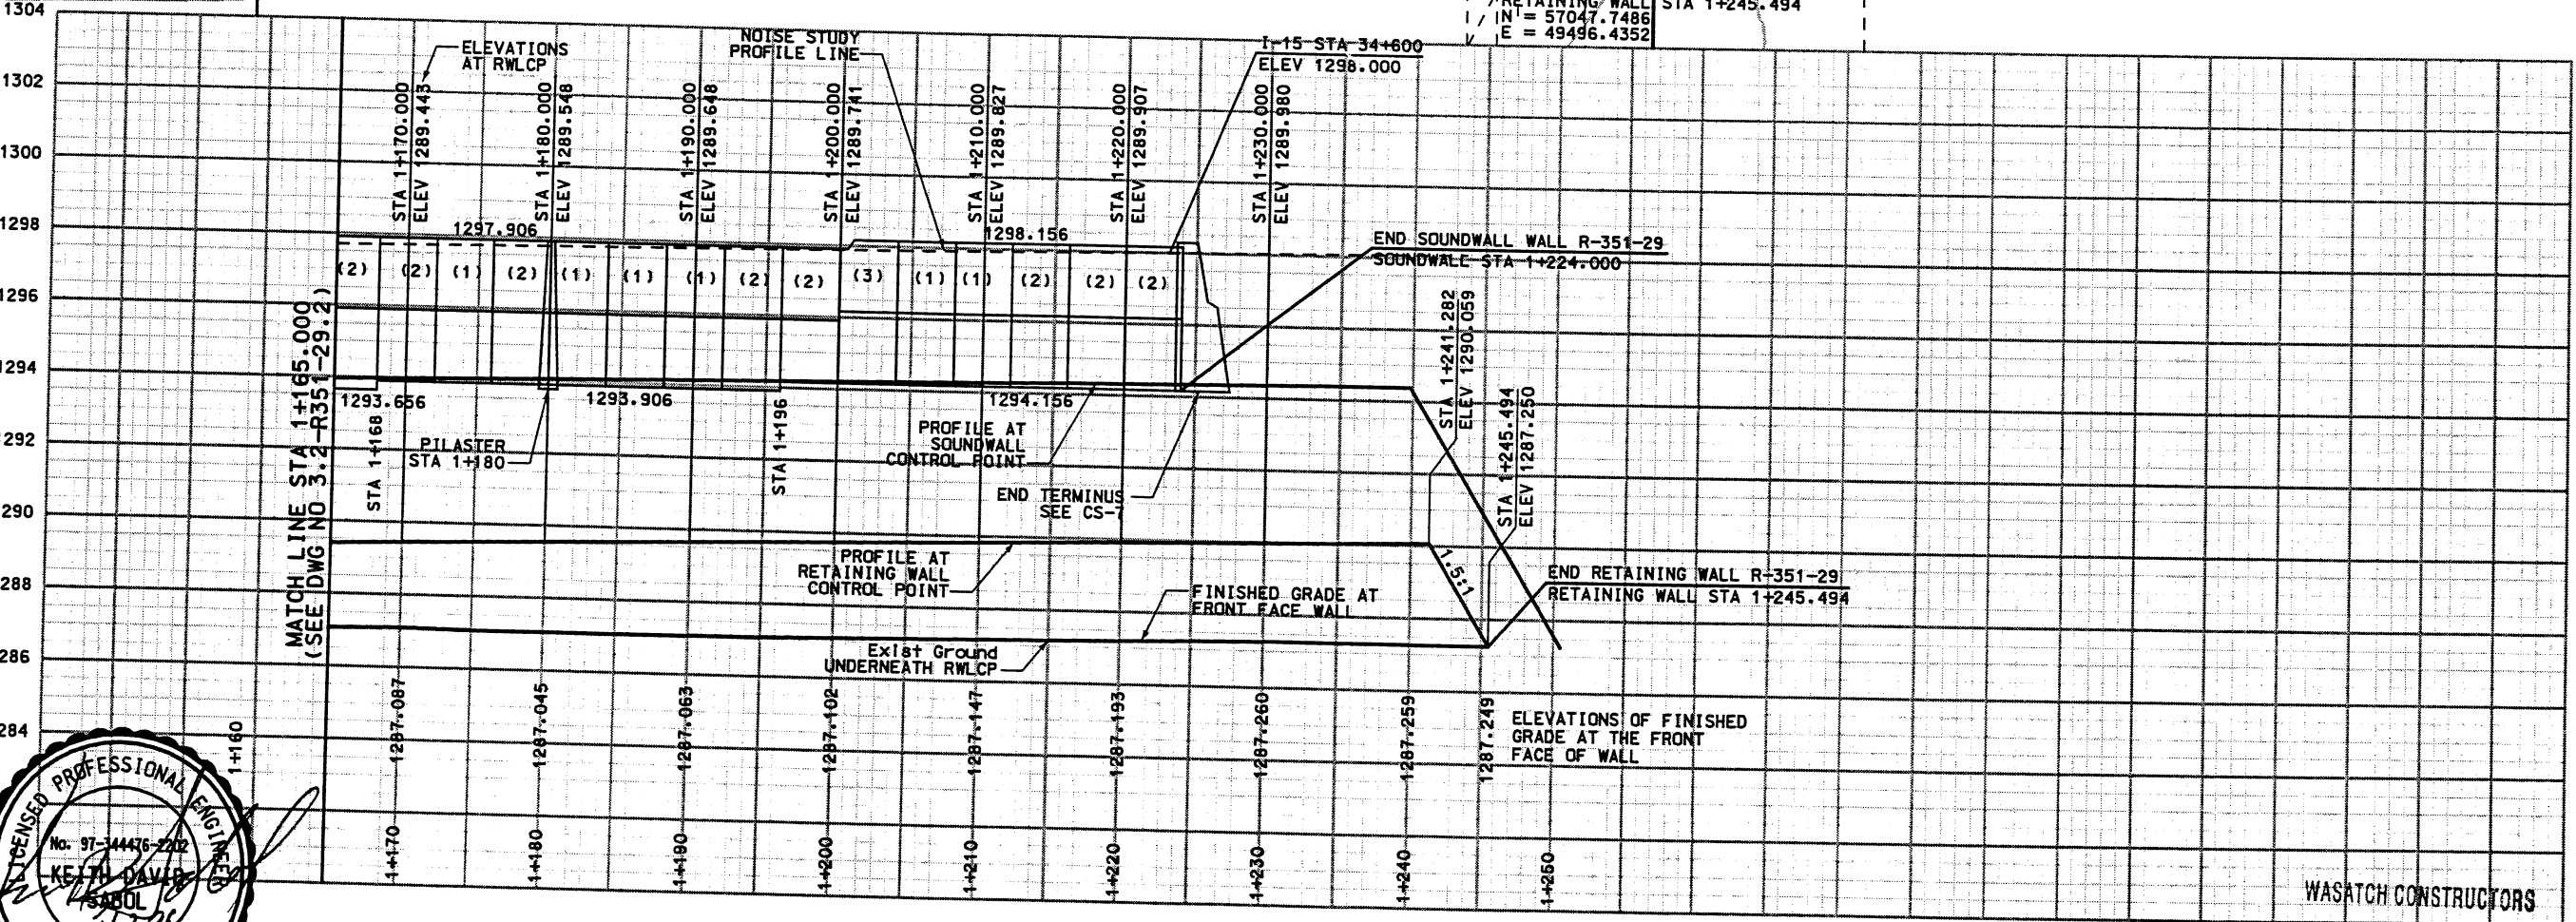 1304
1302
1300
1298
1296
1294
1292
1290
1288
1286
1284
RETAINING WALL STA 1+245.494
N = 57047.7486
E = 49496.4352
ELEVATIONS
AT RWLCP
NOISE STUDY
PROFILE LINE
I-15 STA 34+600
ELEV 1298.000
STA 1+170.000
ELEV 1289.443
STA 1+180.000
ELEV 1289.548
STA 1+190.000
ELEV 1289.648
STA 1+200.000
ELEV 1289.741
STA 1+210.000
ELEV 1289.827
STA 1+220.000
ELEV 1289.907
STA 1+230.000
ELEV 1289.980
1297.906
1298.156
(2) (2) (1) (2) (1) (1) (1) (2) (2) (3) (1) (1) (2) (2) (2)
END SOUNDWALL WALL R-351-29
SOUNDWALL STA 1+224.000
MATCH LINE STA 1+165.000
(SEE DWG NO 3.2-R351-29.2)
1293.656
1293.906
1294.156
STA 1+168
PILASTER
STA 1+180
STA 1+196
PROFILE AT
SOUNDWALL
CONTROL POINT
END TERMINUS
SEE CS-7
STA 1+241.282
ELEV 1290.059
STA 1+245.494
ELEV 1287.250
PROFILE AT
RETAINING WALL
CONTROL POINT
FINISHED GRADE AT
FRONT FACE WALL
1.5:1
END RETAINING WALL R-351-29
RETAINING WALL STA 1+245.494
Exist Ground
UNDERNEATH RWLCP
1287.087
1287.045
1287.063
1287.102
1287.147
1287.193
1287.260
1287.259
1287.249
ELEVATIONS OF FINISHED
GRADE AT THE FRONT
FACE OF WALL
1+160
1+170
1+180
1+190
1+200
1+210
1+220
1+230
1+240
1+250
LICENSED PROFESSIONAL ENGINEER
No. 97-344476-2202
KEITH DAVID
SABOL
WASATCH CONSTRUCTORS